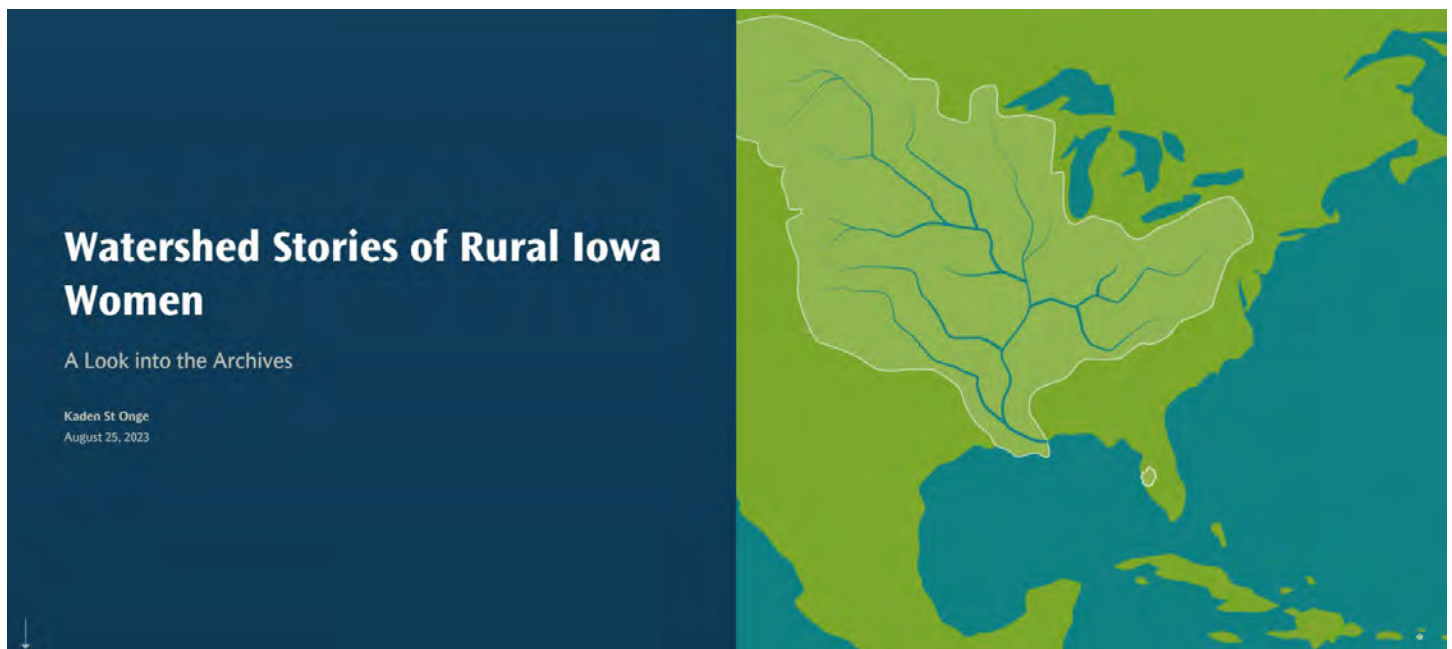 Watershed Stories of Rural Iowa
Women
A Look into the Archives
Kaden St Onge
August 25, 2023